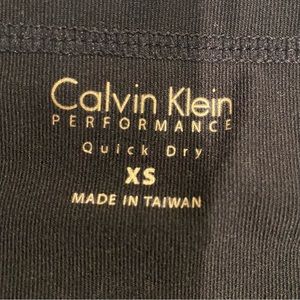 Calvin Klein
PERFORMANCE
Quick Dry
XS
MADE IN TAIWAN